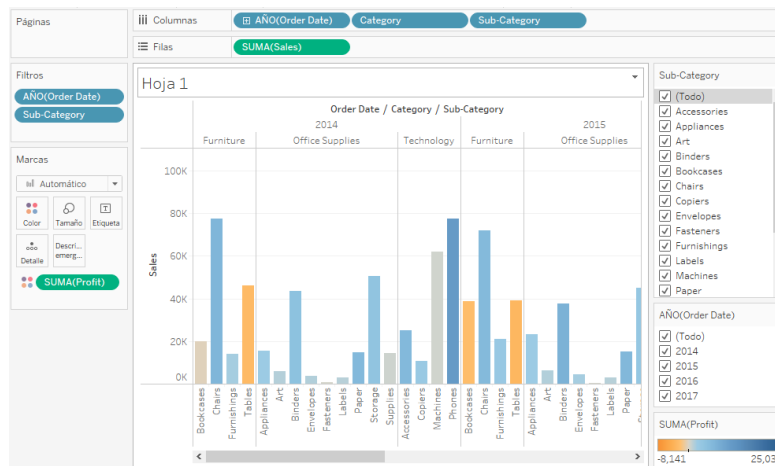 Páginas
Columnas
AÑO(Order Date)
Category
Sub-Category
Filas
SUMA(Sales)
Filtros
AÑO(Order Date)
Sub-Category
Marcas
Automático
Color
Tamaño
Etiqueta
Detalle
Descri...
emerg...
SUMA(Profit)
Hoja 1
Order Date / Category / Sub-Category
2014
2015
Furniture
Office Supplies
Technology
Furniture
Office Supplies
Sales
100K
80K
60K
40K
20K
0K
Bookcases
Chairs
Furnishings
Tables
Appliances
Art
Binders
Envelopes
Fasteners
Labels
Paper
Storage
Supplies
Accessories
Copiers
Machines
Phones
Bookcases
Chairs
Furnishings
Tables
Appliances
Art
Binders
Envelopes
Fasteners
Labels
Paper
Sub-Category
(Todo)
Accessories
Appliances
Art
Binders
Bookcases
Chairs
Copiers
Envelopes
Fasteners
Furnishings
Labels
Machines
Paper
AÑO(Order Date)
(Todo)
2014
2015
2016
2017
SUMA(Profit)
-8,141
25,03